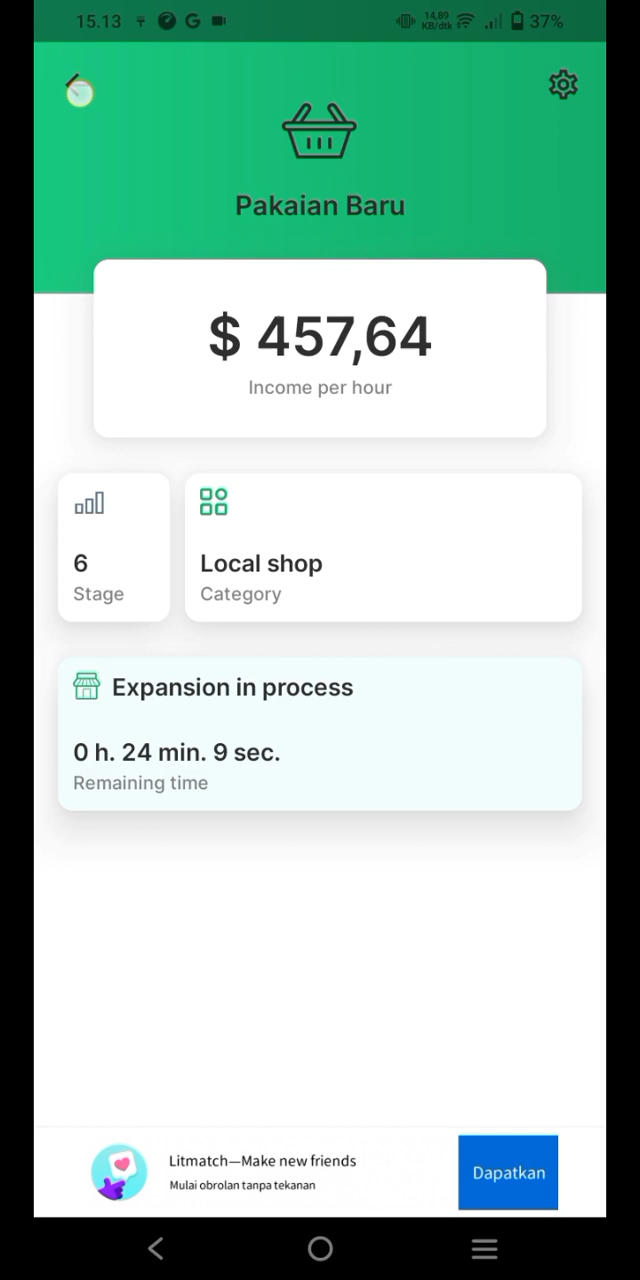 15.13
14,89
KB/dtk
37%
Pakaian Baru
$ 457,64
Income per hour
6
Stage
Local shop
Category
Expansion in process
0 h. 24 min. 9 sec.
Remaining time
Litmatch—Make new friends
Mulai obrolan tanpa tekanan
Dapatkan